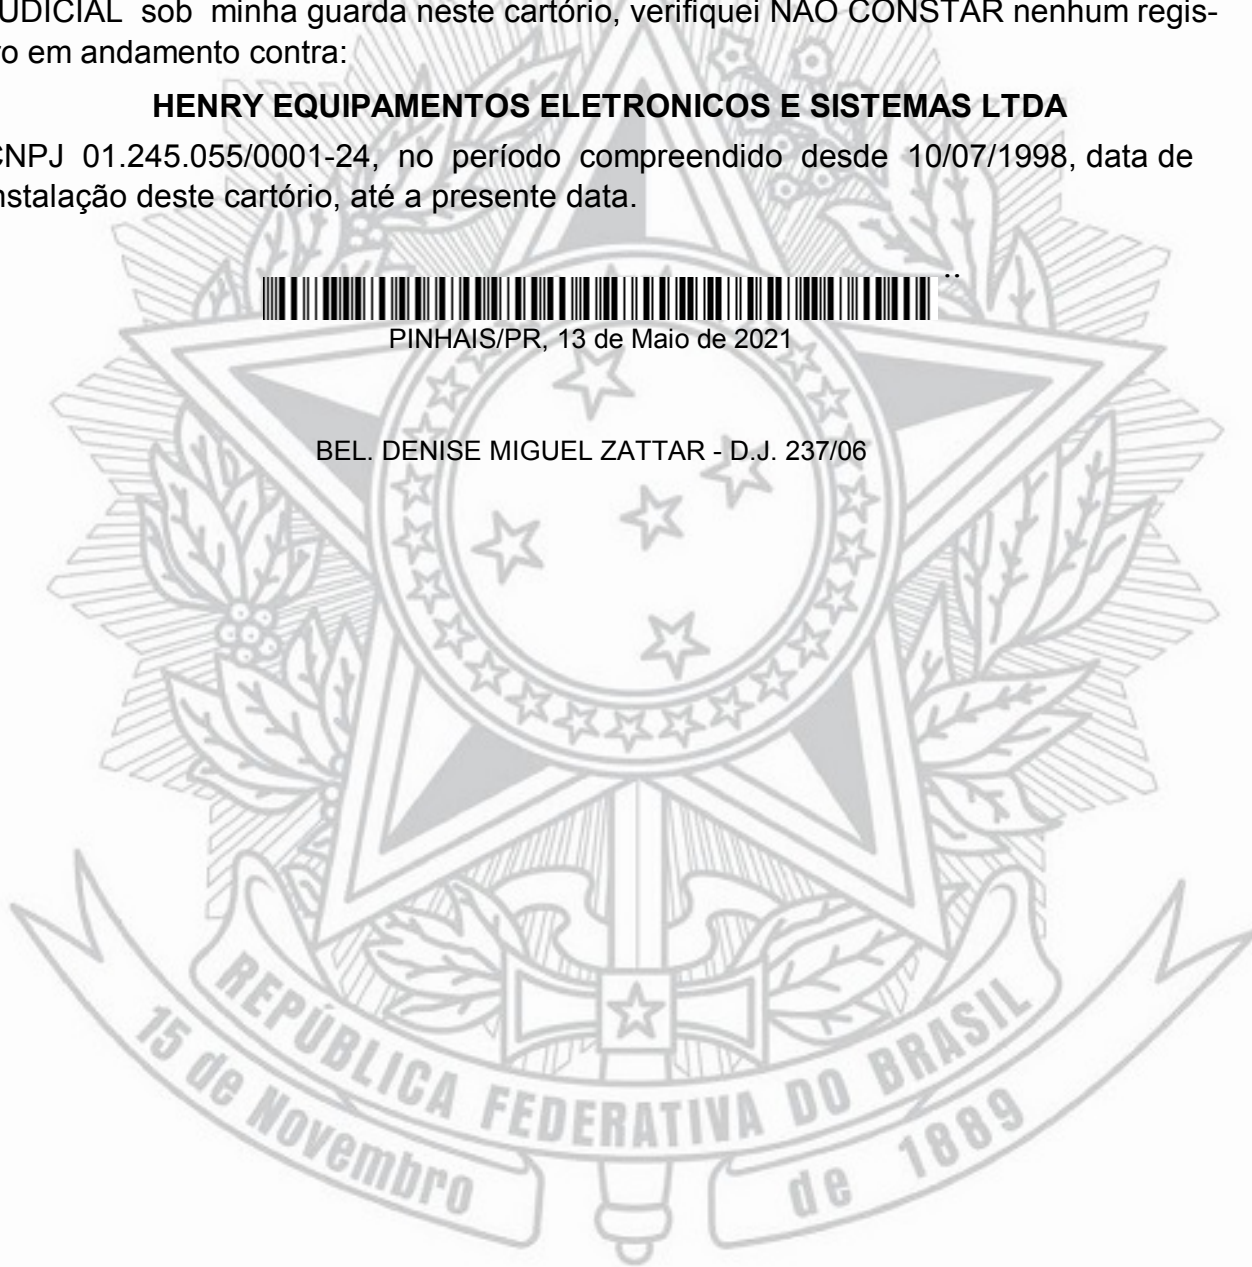 UDICIAL sob minha guarda neste cartório, verifiquei NÃO CONSTAR nenhum regis-
ro em andamento contra:
HENRY EQUIPAMENTOS ELETRONICOS E SISTEMAS LTDA
CNPJ 01.245.055/0001-24, no período compreendido desde 10/07/1998, data de
nstalação deste cartório, até a presente data.
..
PINHAIS/PR, 13 de Maio de 2021
BEL. DENISE MIGUEL ZATTAR - D.J. 237/06
REPÚBLICA FEDERATIVA DO BRASIL
15 de Novembro de 1889